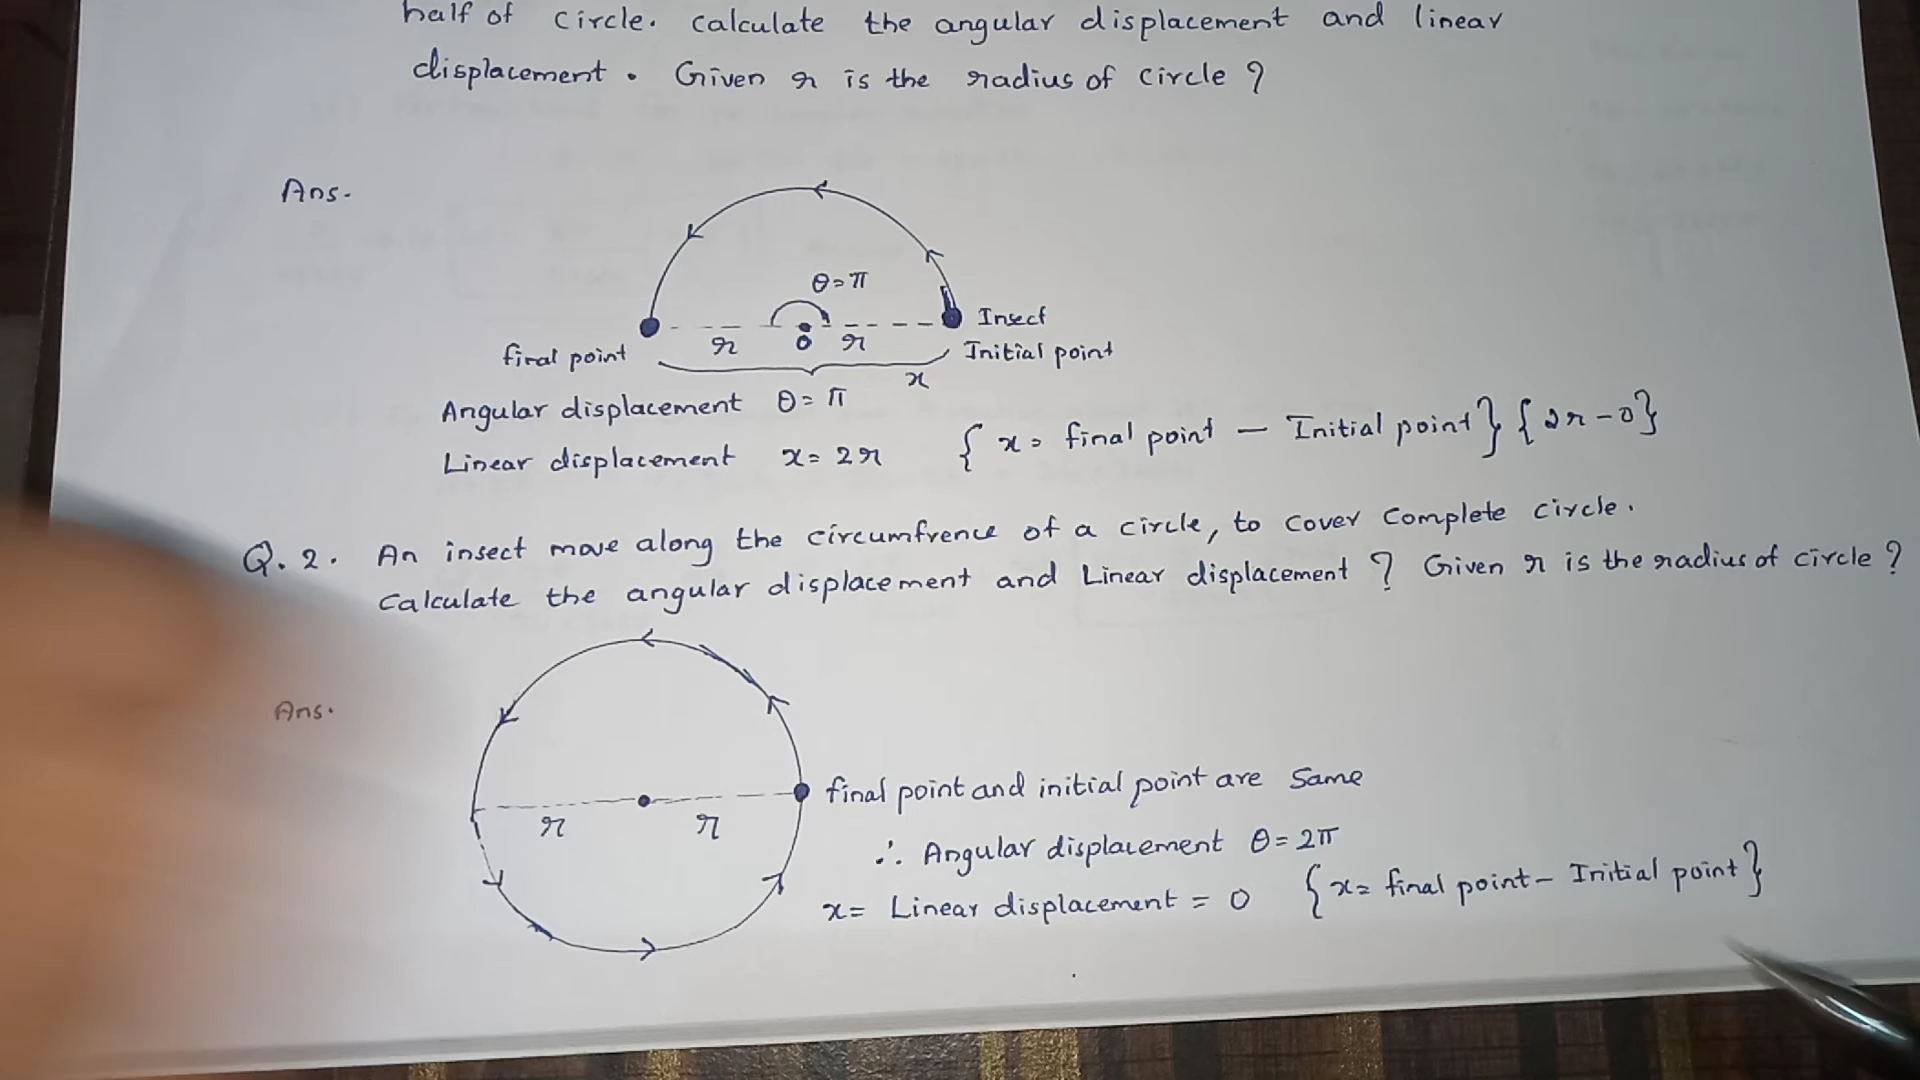 half of circle. Calculate the angular displacement and linear
displacement. Given r is the radius of circle ?
Ans.
θ=π
Insect
r O r
final point
Initial point
x
Angular displacement θ=π
Linear displacement x=2r { x= final point – Initial point} {2r-0}
Q.2. An insect move along the circumfrence of a circle, to cover complete circle.
Calculate the angular displacement and Linear displacement ? Given r is the radius of circle ?
Ans.
r r
final point and initial point are same
∴ Angular displacement θ=2π
x= Linear displacement = 0 {x= final point- Initial point}